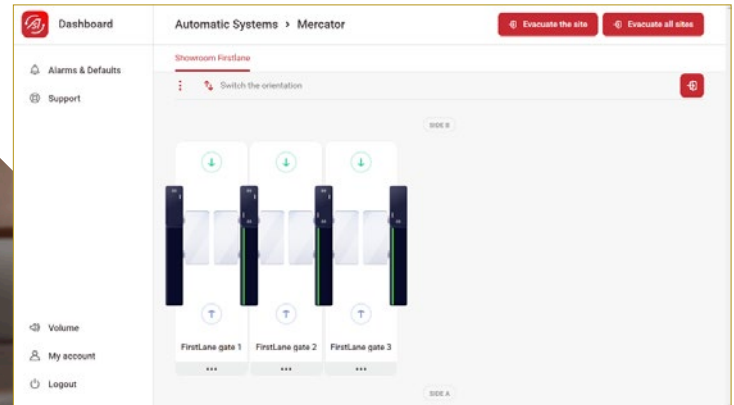 Dashboard
Automatic Systems > Mercator
Evacuate the site
Evacuate all sites
Alarms & Defaults
Support
Showroom Firstlane
Switch the orientation
SIDE B
FirstLane gate 1
FirstLane gate 2
FirstLane gate 3
SIDE A
Volume
My account
Logout